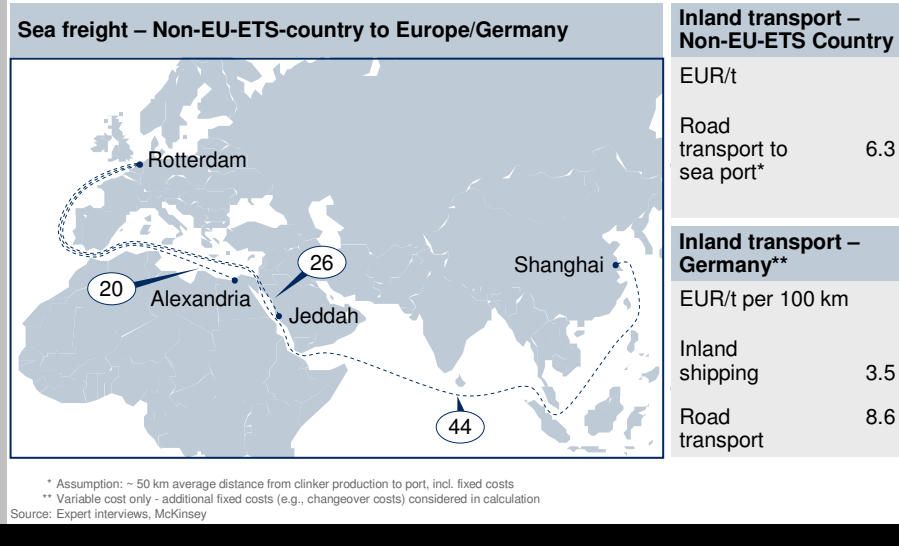 Sea freight – Non-EU-ETS-country to Europe/Germany
Rotterdam
26
20
Alexandria
Jeddah
Shanghai
44
Inland transport –
Non-EU-ETS Country
EUR/t
Road
transport to
sea port*
6.3
Inland transport –
Germany**
EUR/t per 100 km
Inland
shipping
3.5
Road
transport
8.6
* Assumption: ~ 50 km average distance from clinker production to port, incl. fixed costs
** Variable cost only - additional fixed costs (e.g., changeover costs) considered in calculation
Source: Expert interviews, McKinsey